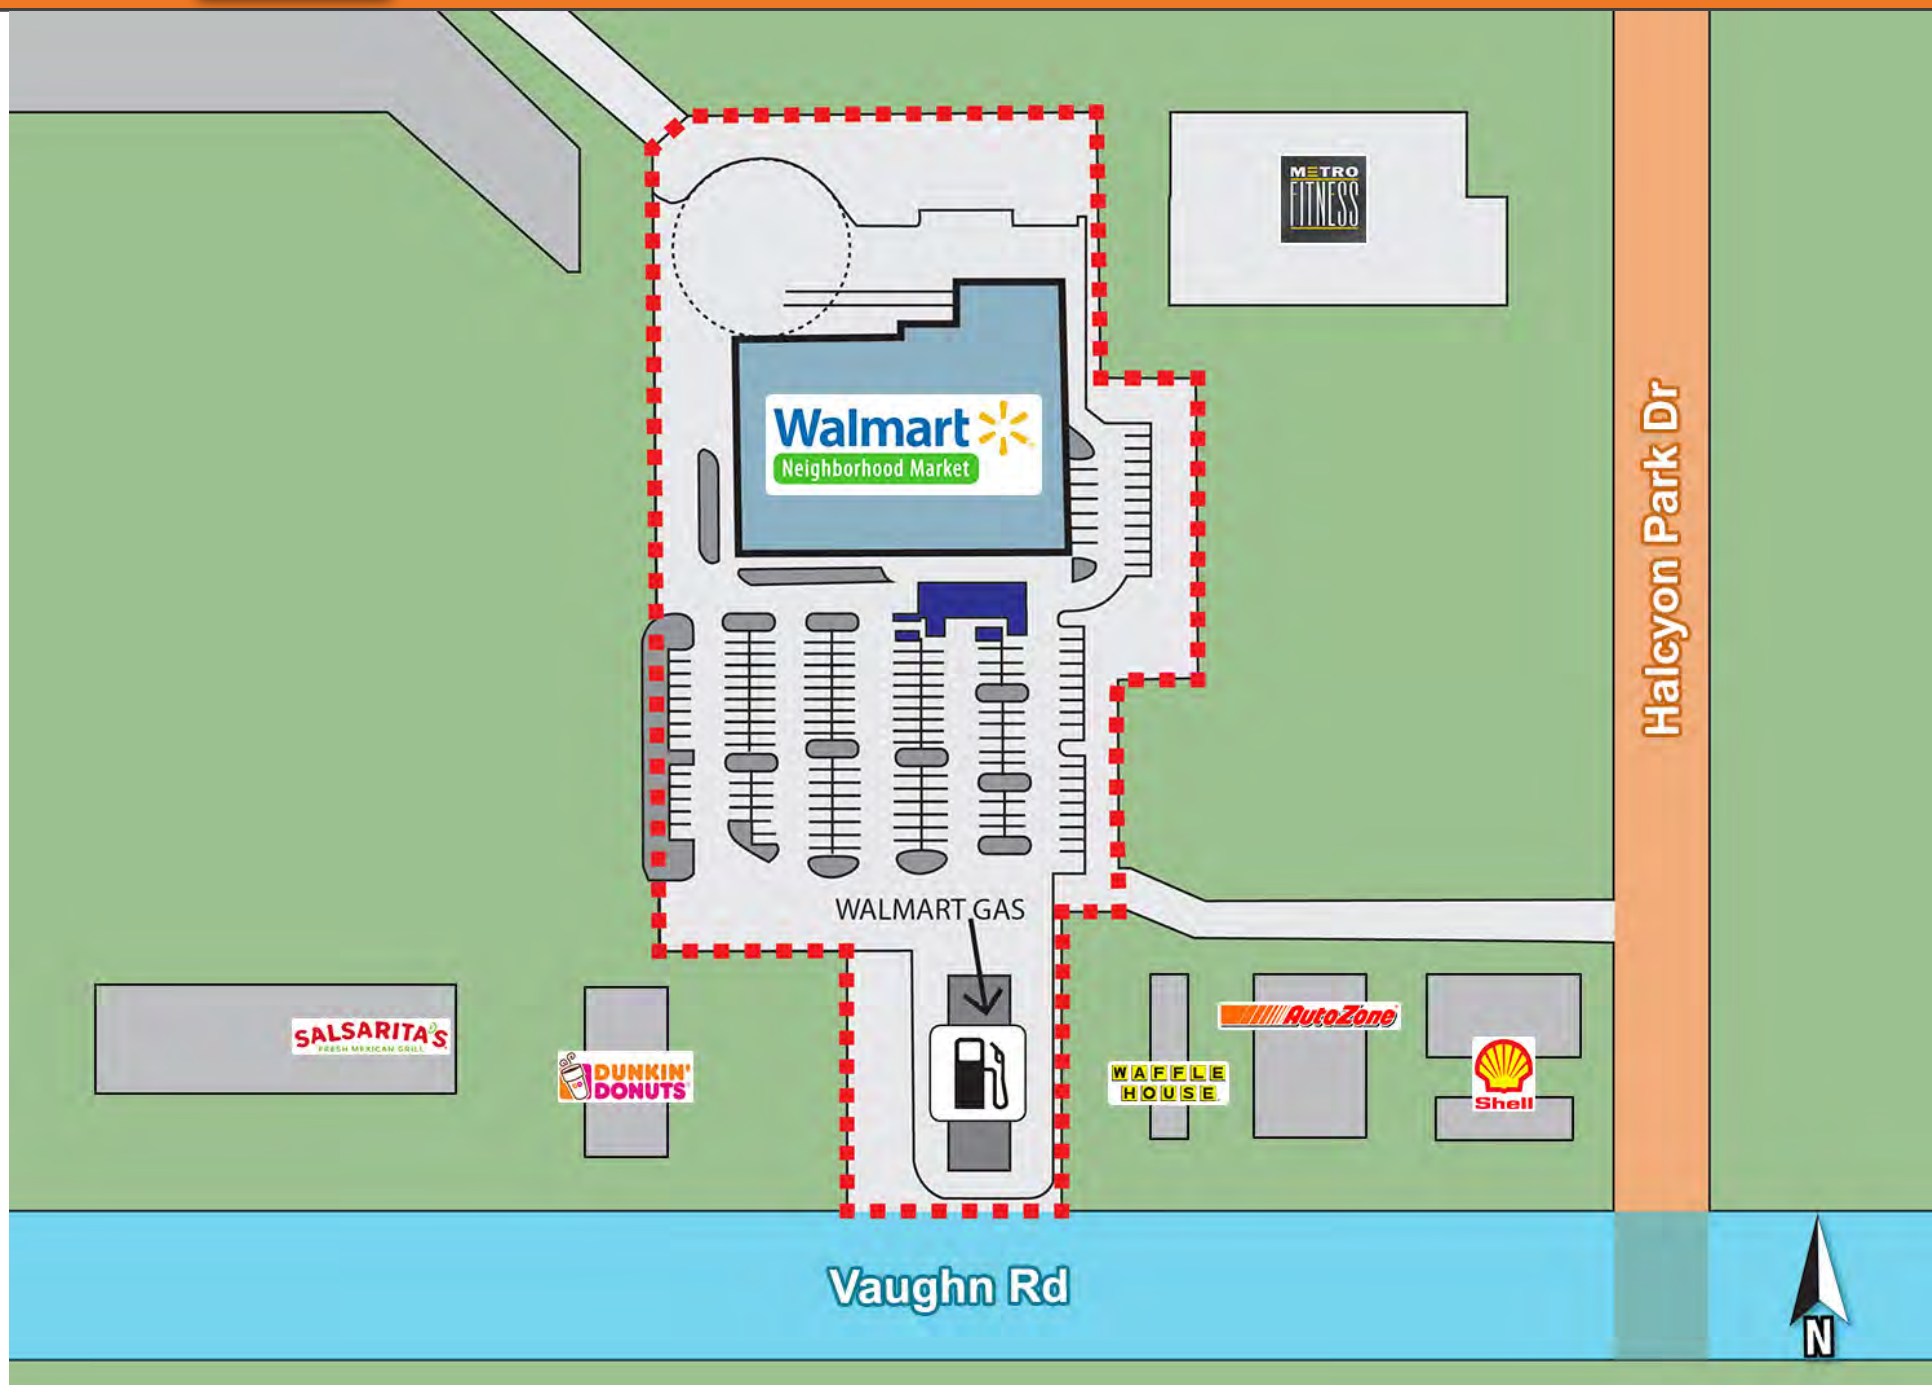 METRO
FITNESS
Walmart
Neighborhood Market
Halcyon Park Dr
WALMART GAS
SALSARITA'S
FRESH MEXICAN GRILL
DUNKIN'
DONUTS
WAFFLE
HOUSE
AutoZone
Shell
Vaughn Rd
N